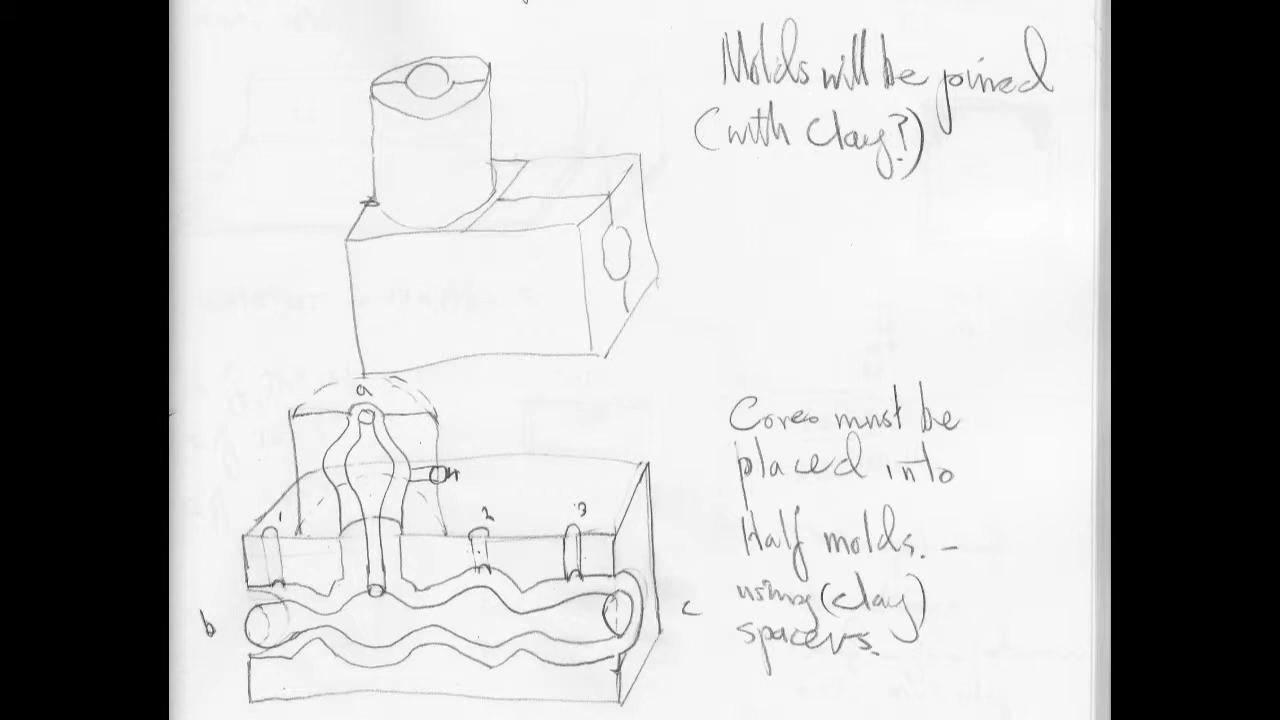 Molds will be joined
(with clay?)
a
Cores must be
placed into
Half molds. -
using (clay)
spacers.
1
2
3
b
c